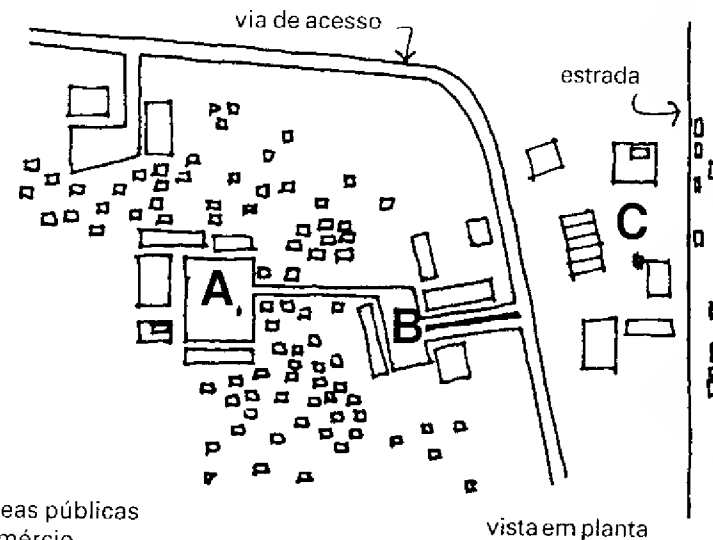 via de acesso
estrada
A
C
B
eas públicas
mércio
vista em planta